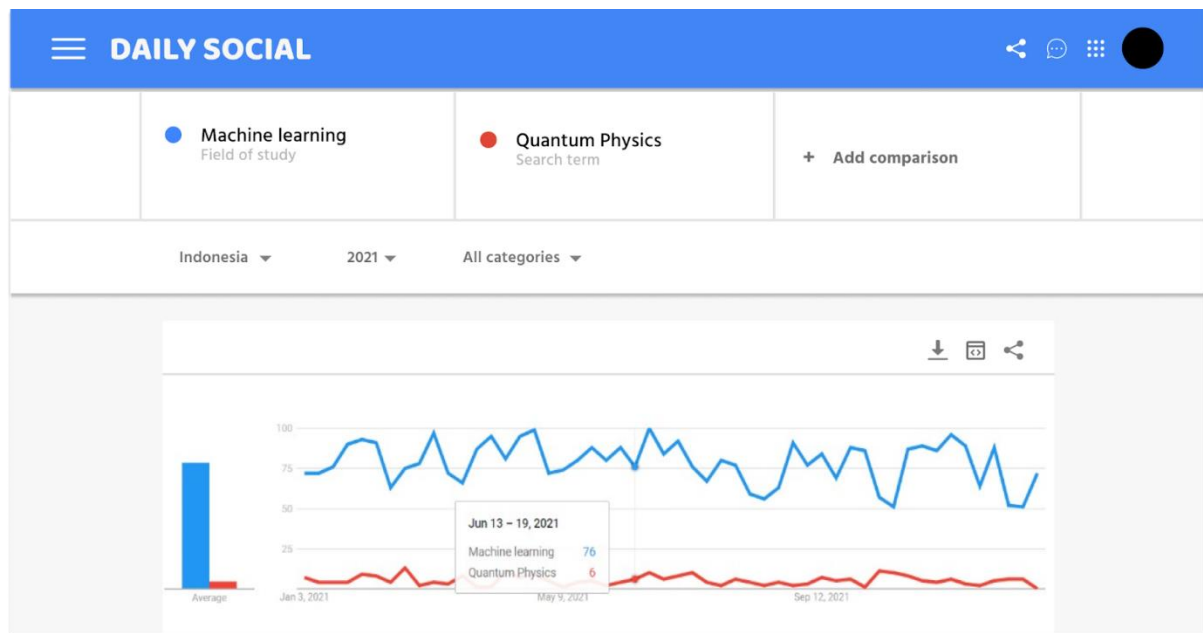 DAILY SOCIAL
Machine learning
Field of study
Quantum Physics
Search term
+ Add comparison
Indonesia
2021
All categories
100
75
50
25
Jun 13 – 19, 2021
Machine learning 76
Quantum Physics 6
Average
Jan 3, 2021
May 9, 2021
Sep 12, 2021